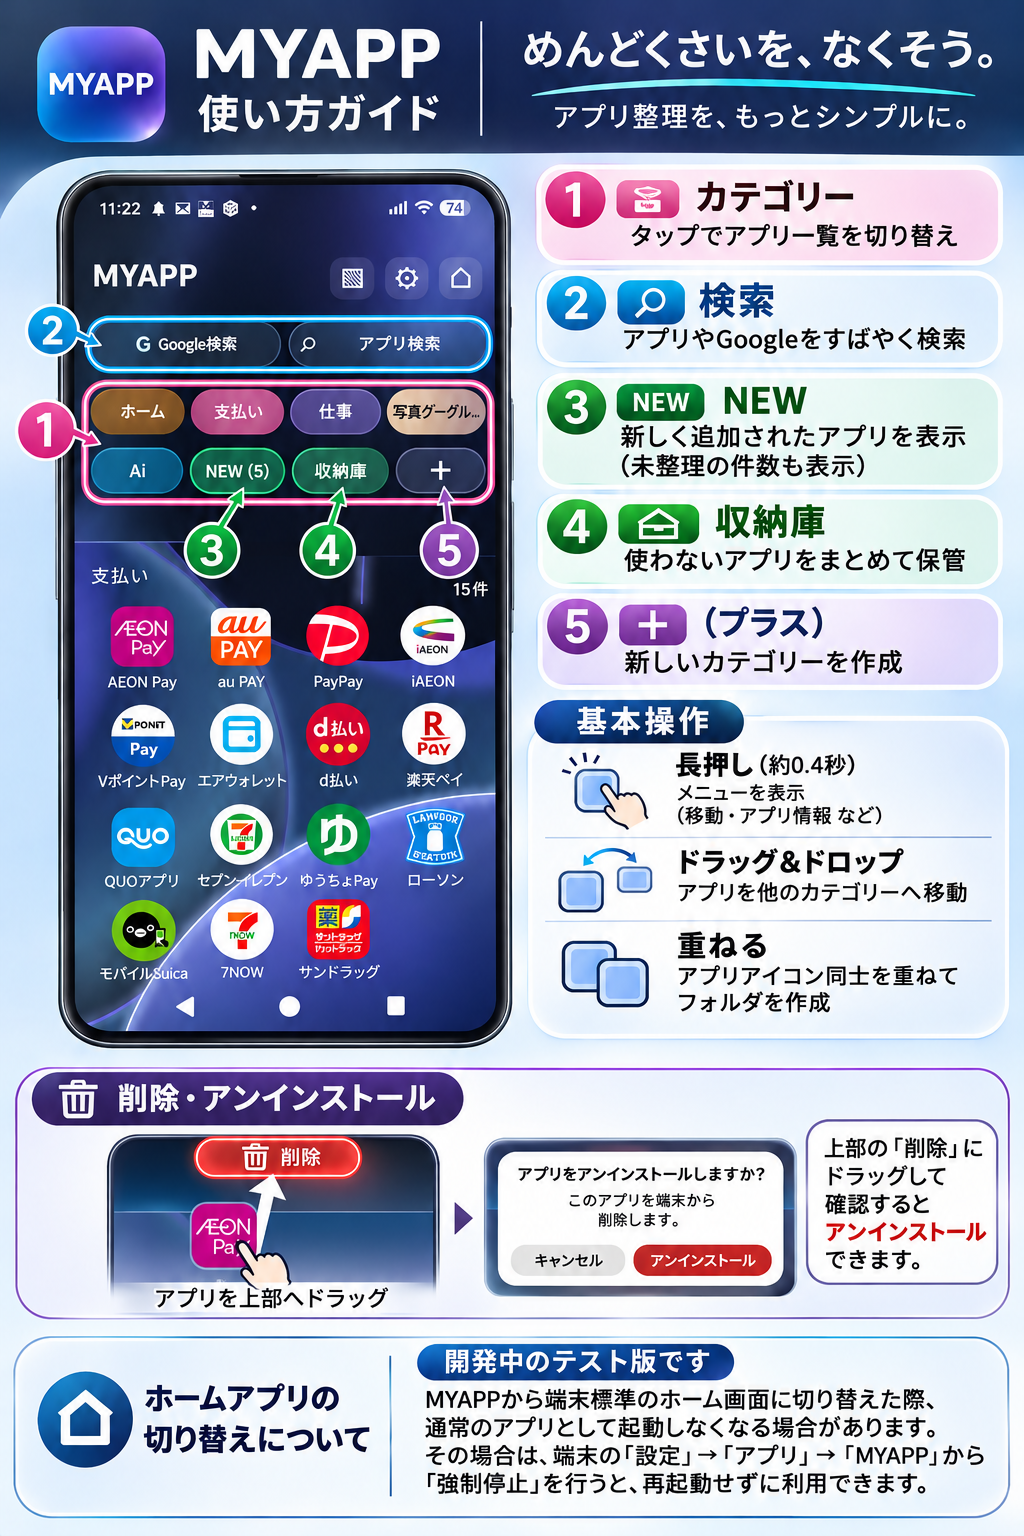 MYAPP
MYAPP
使い方ガイド
めんどくさいを、なくそう。
アプリ整理を、もっとシンプルに。
11:22
74
MYAPP
2
G Google検索
アプリ検索
1
ホーム
支払い
仕事
写真グーグル...
Ai
NEW (5)
収納庫
+
3
4
5
支払い
15件
AEON Pay
AEON Pay
au PAY
au PAY
PayPay
iAEON
iAEON
V PONIT Pay
VポイントPay
エアウォレット
d払い
d払い
R PAY
楽天ペイ
QUO
QUOアプリ
7
セブン-イレブン
ゆ
ゆうちょPay
ローソン
モバイルSuica
7 NOW
7NOW
薬
サンドラッグ
1 カテゴリー
タップでアプリ一覧を切り替え
2 検索
アプリやGoogleをすばやく検索
3 NEW NEW
新しく追加されたアプリを表示
(未整理の件数も表示)
4 収納庫
使わないアプリをまとめて保管
5 + (プラス)
新しいカテゴリーを作成
基本操作
長押し(約0.4秒)
メニューを表示
(移動・アプリ情報 など)
ドラッグ&ドロップ
アプリを他のカテゴリーへ移動
重ねる
アプリアイコン同士を重ねて
フォルダを作成
削除・アンインストール
削除
AEON Pay
アプリを上部へドラッグ
アプリをアンインストールしますか?
このアプリを端末から
削除します。
キャンセル
アンインストール
上部の「削除」に
ドラッグして
確認すると
アンインストール
できます。
ホームアプリの
切り替えについて
開発中のテスト版です
MYAPPから端末標準のホーム画面に切り替えた際、
通常のアプリとして起動しなくなる場合があります。
その場合は、端末の「設定」→「アプリ」→「MYAPP」から
「強制停止」を行うと、再起動せずに利用できます。